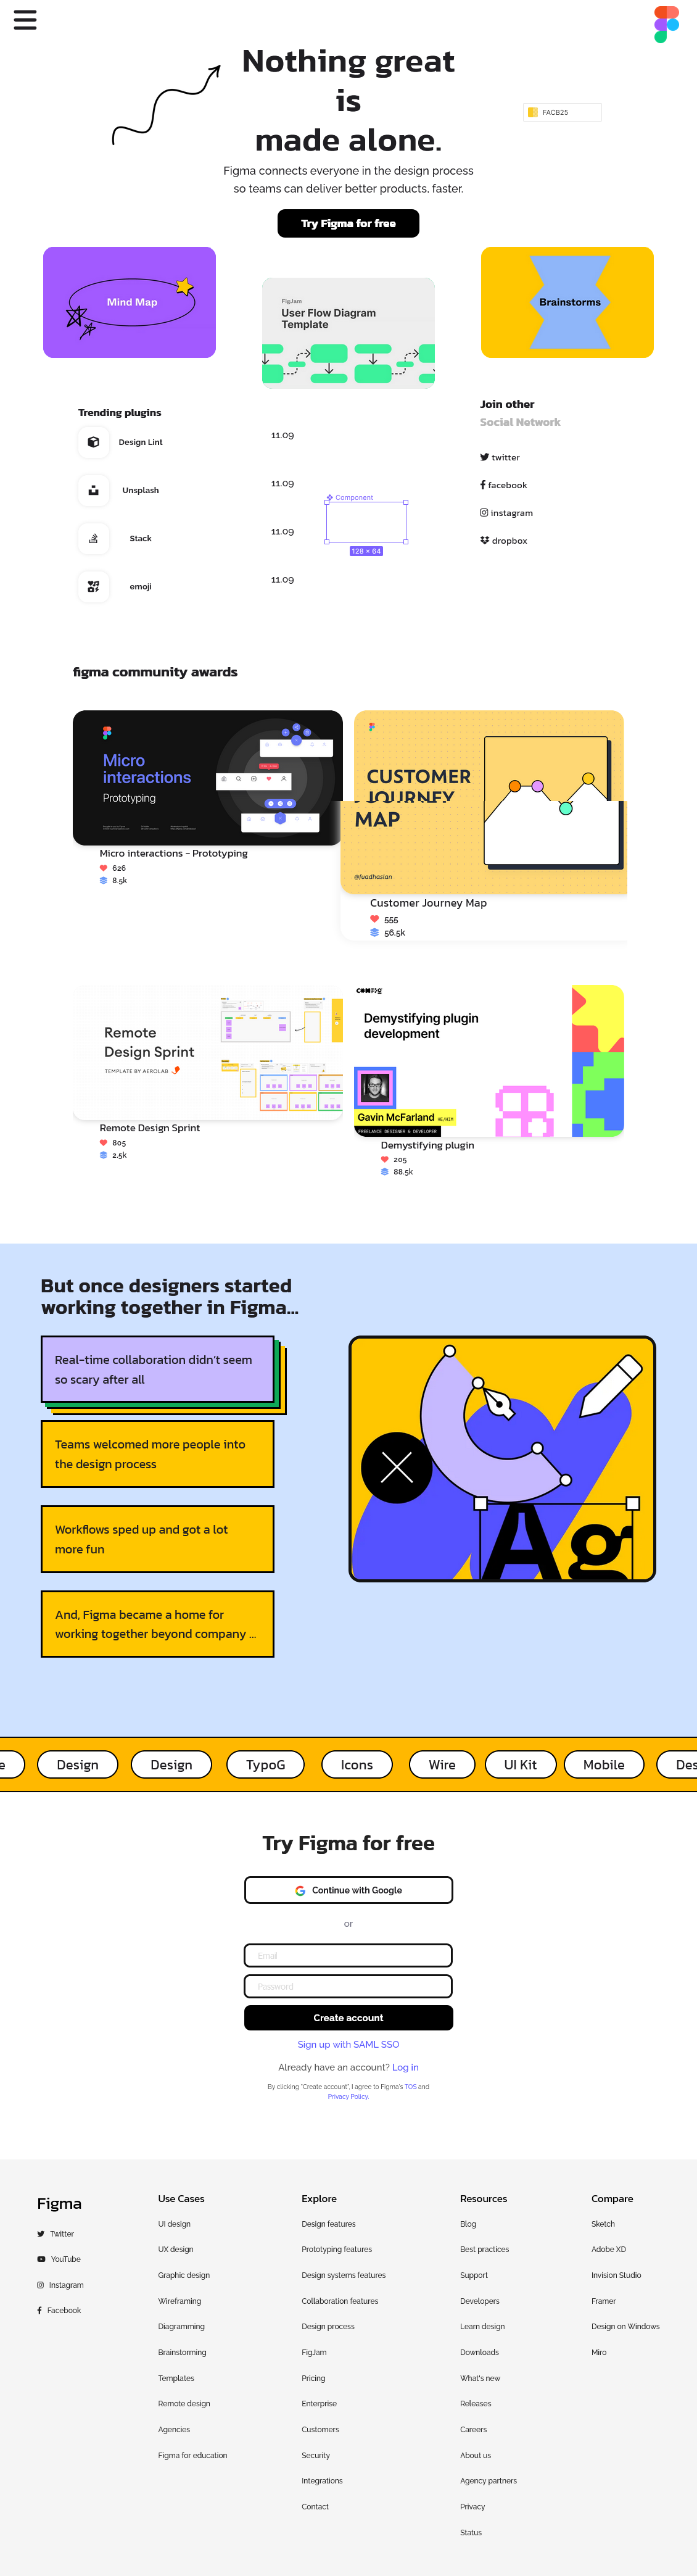 Nothing great
is
made alone.
FACB25
Figma connects everyone in the design process
so teams can deliver better products, faster.
Try Figma for free
Mind Map
FigJam
User Flow Diagram
Template
Brainstorms
Trending plugins
Design Lint
11.09
Unsplash
11.09
Stack
11.09
emoji
11.09
Component
128 × 64
Join other
Social Network
twitter
facebook
instagram
dropbox
figma community awards
Micro
interactions
Prototyping
Micro interactions - Prototyping
626
8.5k
CUSTOMER
JOURNEY
MAP
@fuadhaslan
Customer Journey Map
555
56.5k
Remote
Design Sprint
TEMPLATE BY AEROLAB
Remote Design Sprint
805
2.5k
Demystifying plugin
development
Gavin McFarland HE/HIM
FREELANCE DESIGNER & DEVELOPER
Demystifying plugin
205
88.5k
But once designers started
working together in Figma...
Real-time collaboration didn't seem
so scary after all
Teams welcomed more people into
the design process
Workflows sped up and got a lot
more fun
And, Figma became a home for
working together beyond company ...
Ag
e Design Design TypoG Icons Wire UI Kit Mobile Des
Try Figma for free
Continue with Google
or
Email
Password
Create account
Sign up with SAML SSO
Already have an account? Log in
By clicking "Create account", I agree to Figma's TOS and
Privacy Policy.
Figma
Twitter
YouTube
Instagram
Facebook
Use Cases
UI design
UX design
Graphic design
Wireframing
Diagramming
Brainstorming
Templates
Remote design
Agencies
Figma for education
Explore
Design features
Prototyping features
Design systems features
Collaboration features
Design process
FigJam
Pricing
Enterprise
Customers
Security
Integrations
Contact
Resources
Blog
Best practices
Support
Developers
Learn design
Downloads
What's new
Releases
Careers
About us
Agency partners
Privacy
Status
Compare
Sketch
Adobe XD
Invision Studio
Framer
Design on Windows
Miro